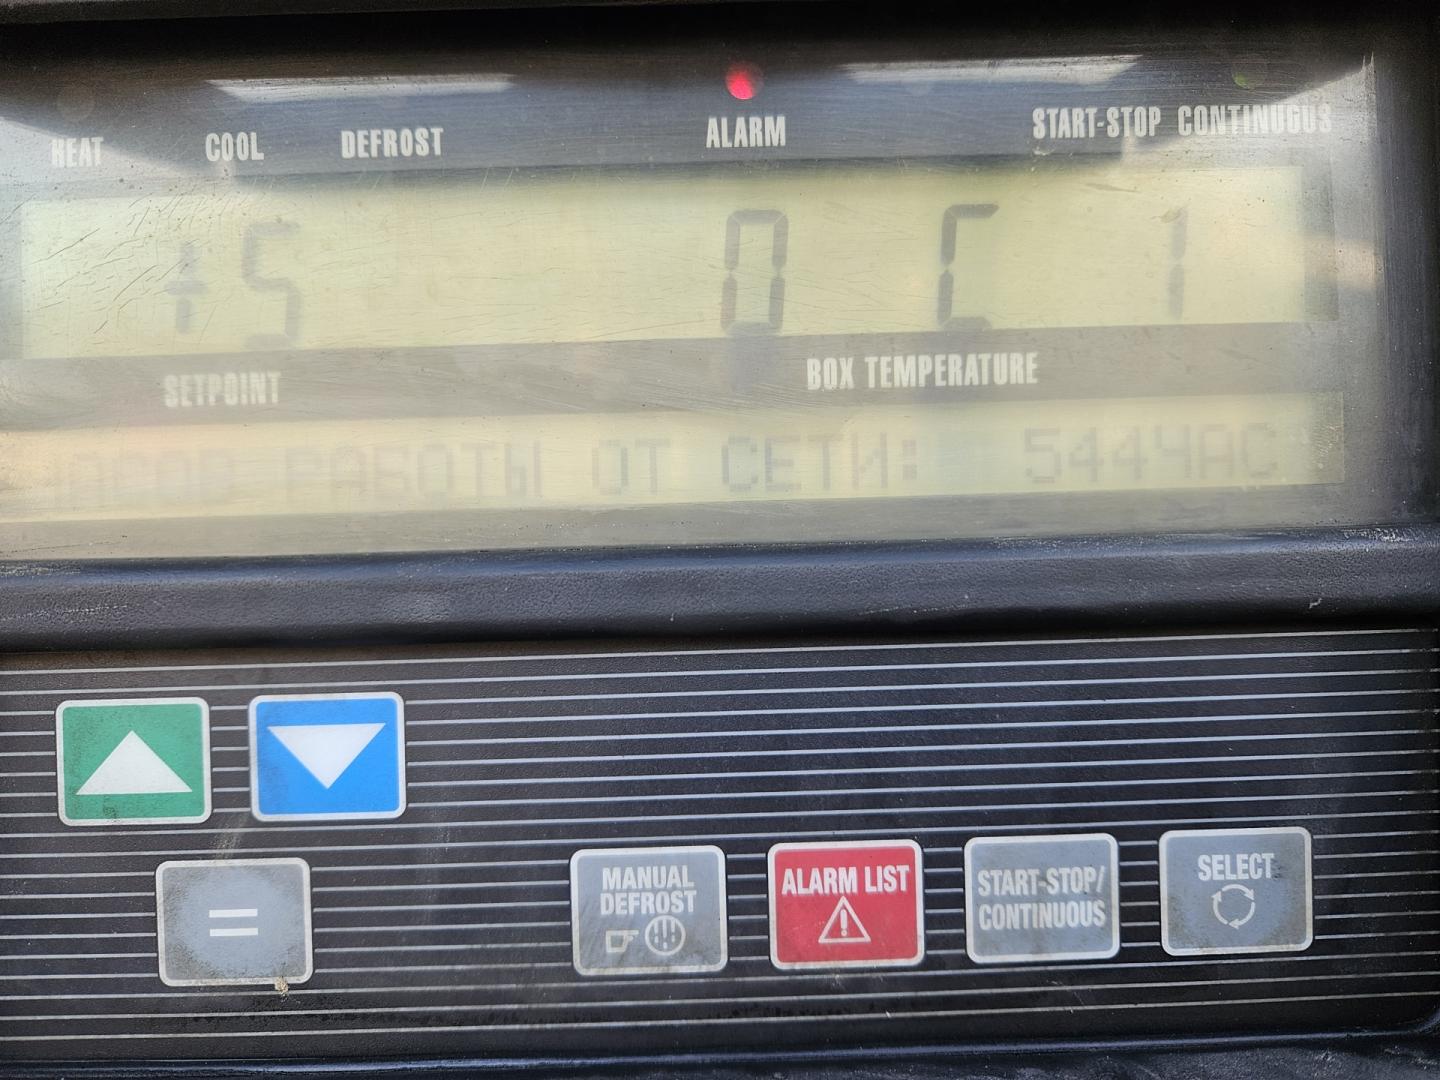 HEAT COOL DEFROST ALARM START-STOP CONTINUOUS
+5 0 C 1
SETPOINT BOX TEMPERATURE
РАБОТЫ ОТ СЕТИ: 5444ЧАС
MANUAL DEFROST
ALARM LIST
START-STOP/
CONTINUOUS
SELECT
=